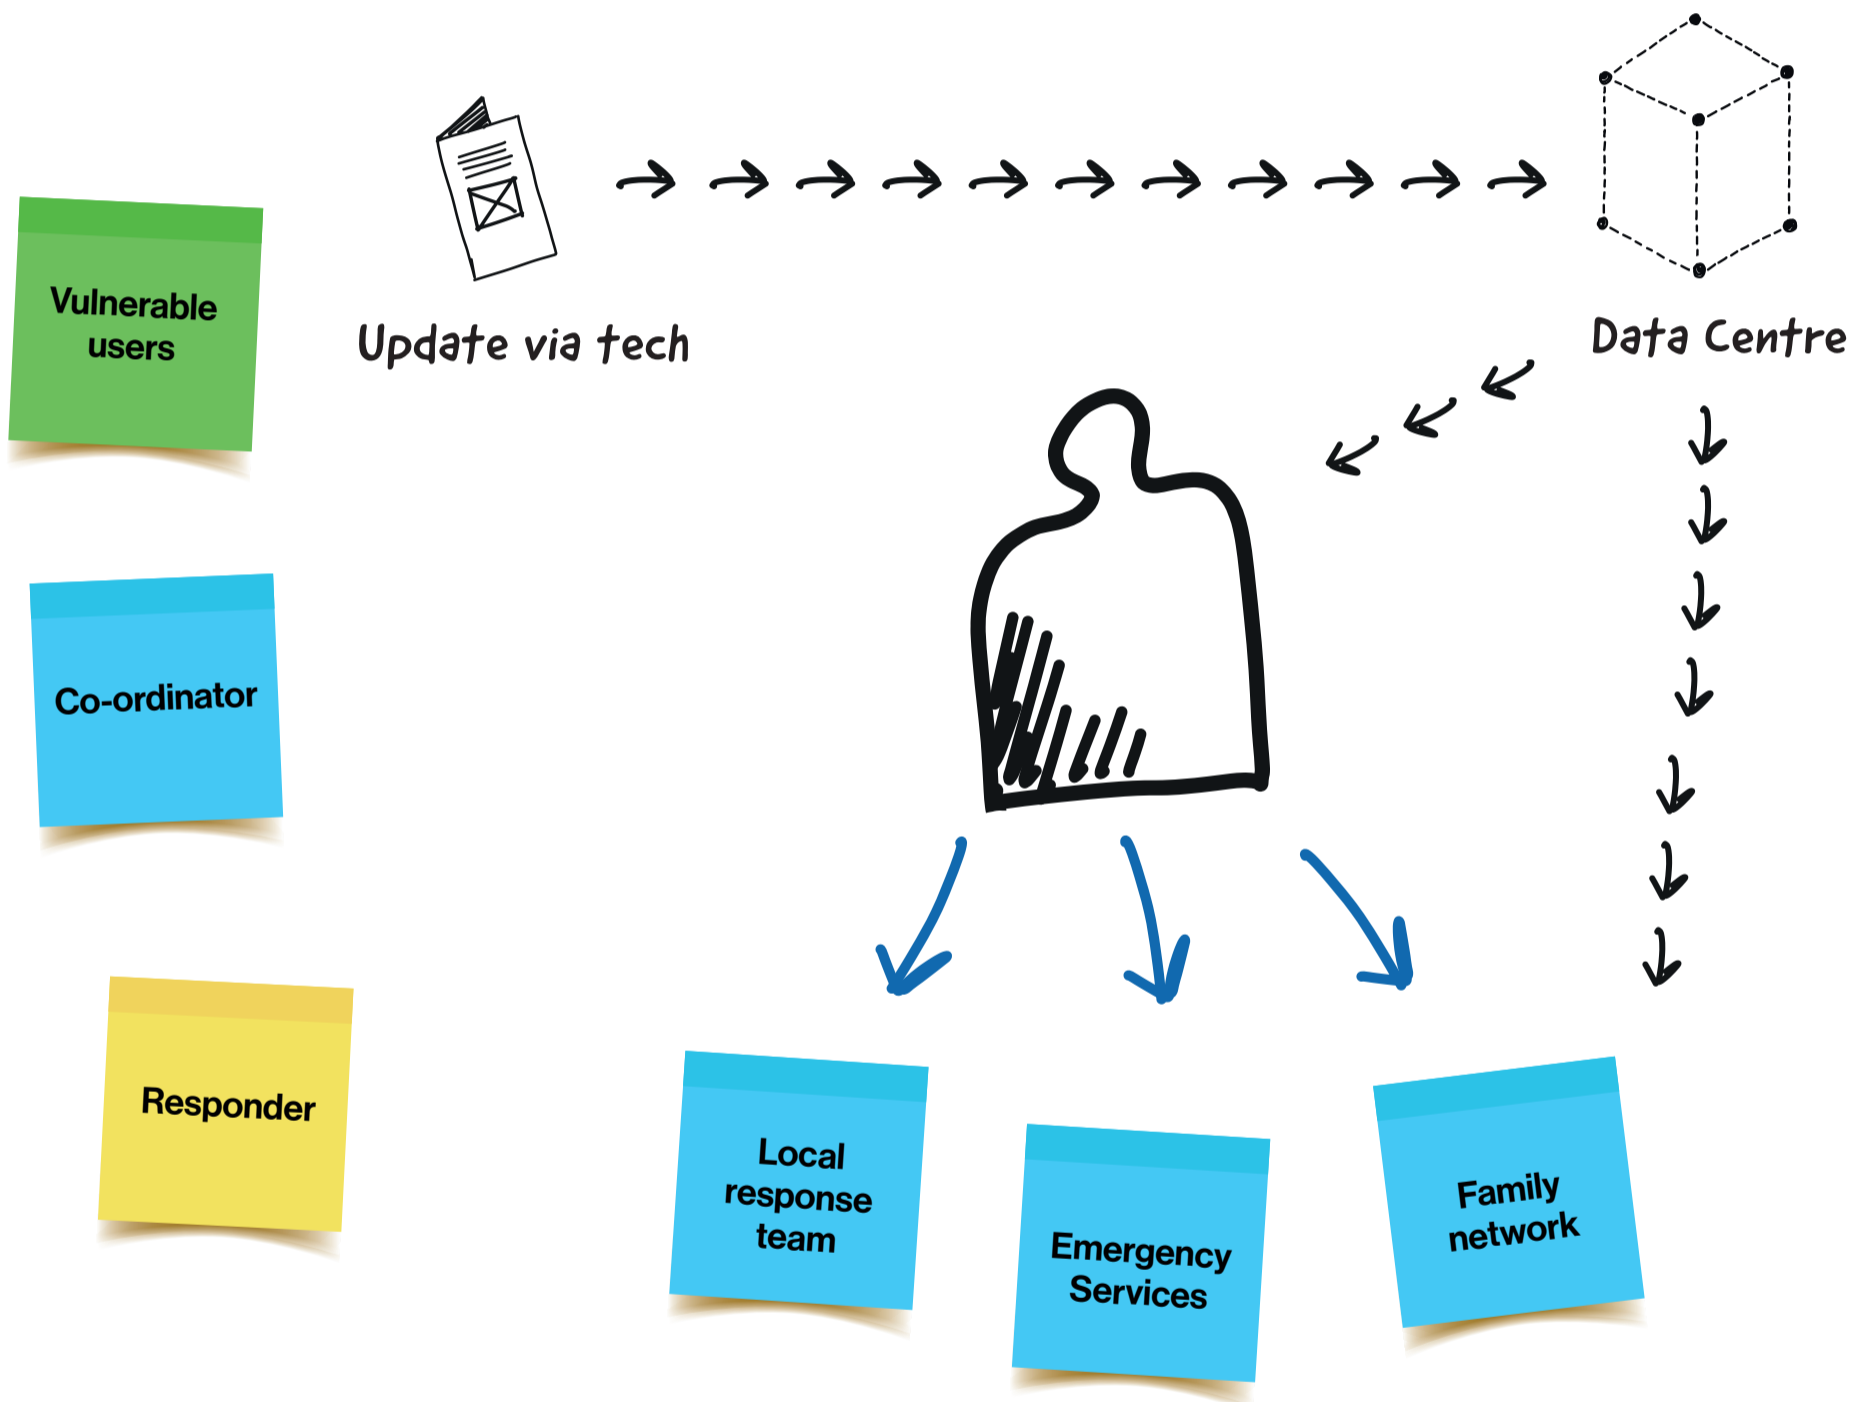 Vulnerable
users
Update via tech
Data Centre
Co-ordinator
Responder
Local
response
team
Emergency
Services
Family
network